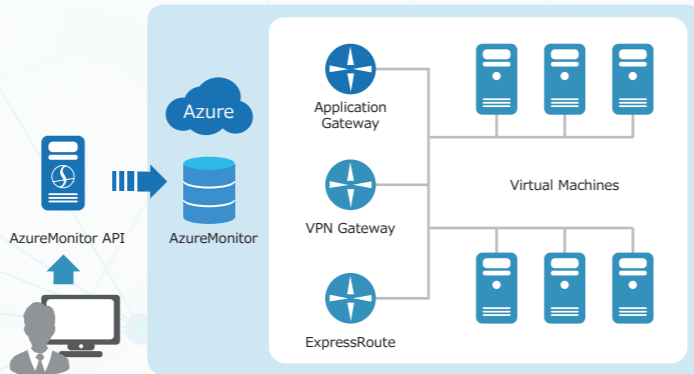 Azure
Application
Gateway
AzureMonitor API
AzureMonitor
VPN Gateway
Virtual Machines
ExpressRoute